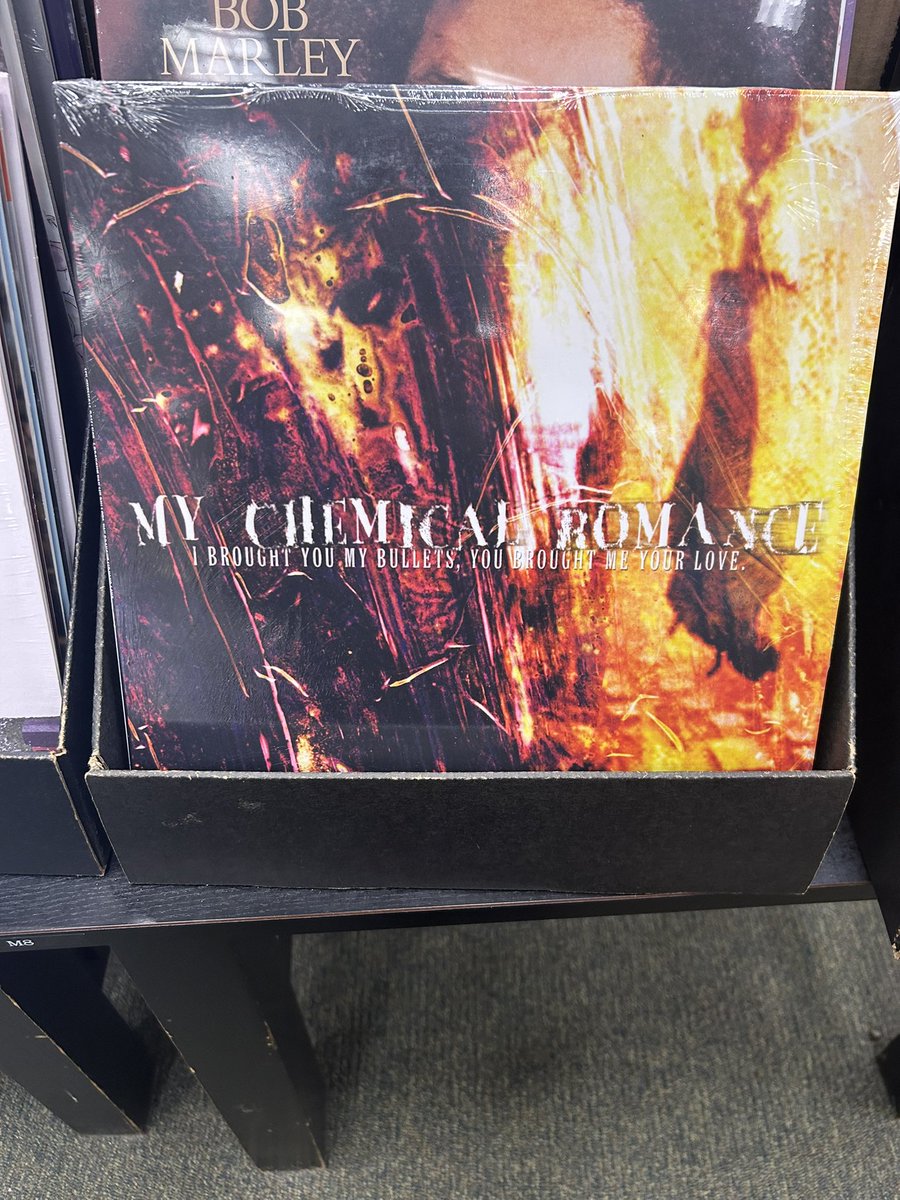 BOB
MARLEY
MY CHEMICAL ROMANCE
I BROUGHT YOU MY BULLETS, YOU BROUGHT ME YOUR LOVE.
M8